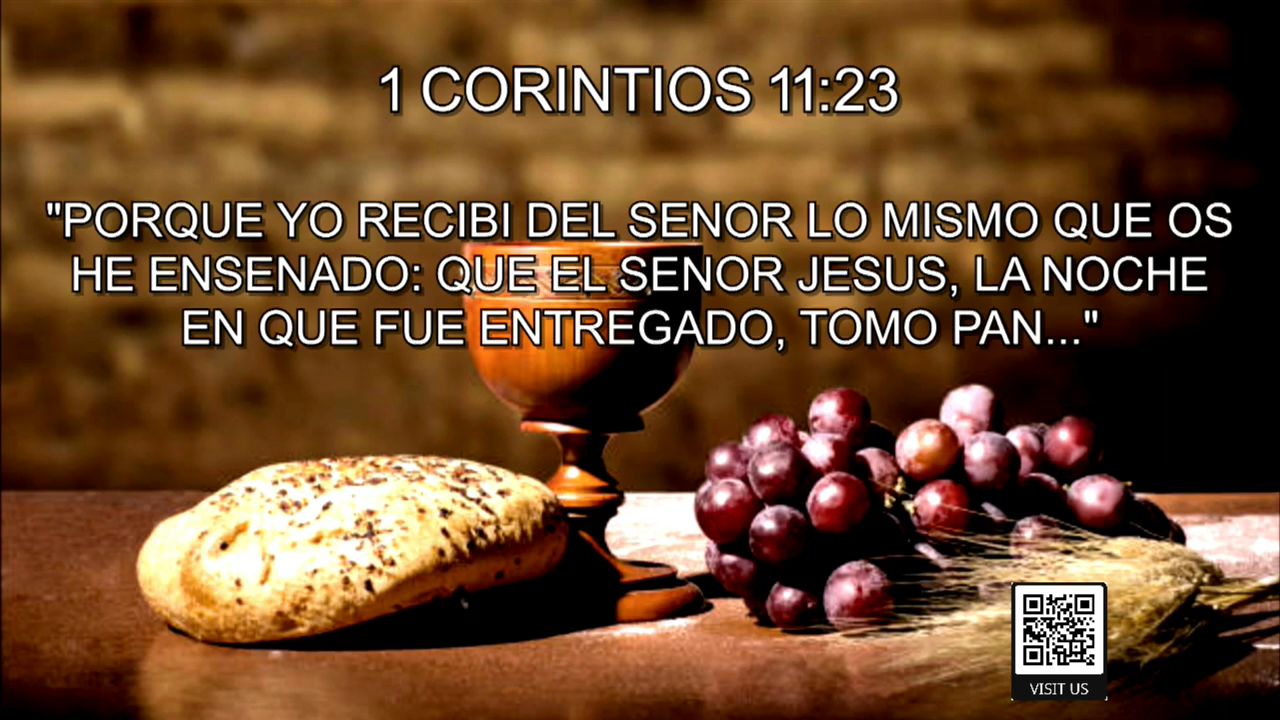 1 CORINTIOS 11:23
"PORQUE YO RECIBI DEL SENOR LO MISMO QUE OS
HE ENSENADO: QUE EL SENOR JESUS, LA NOCHE
EN QUE FUE ENTREGADO, TOMO PAN..."
VISIT US